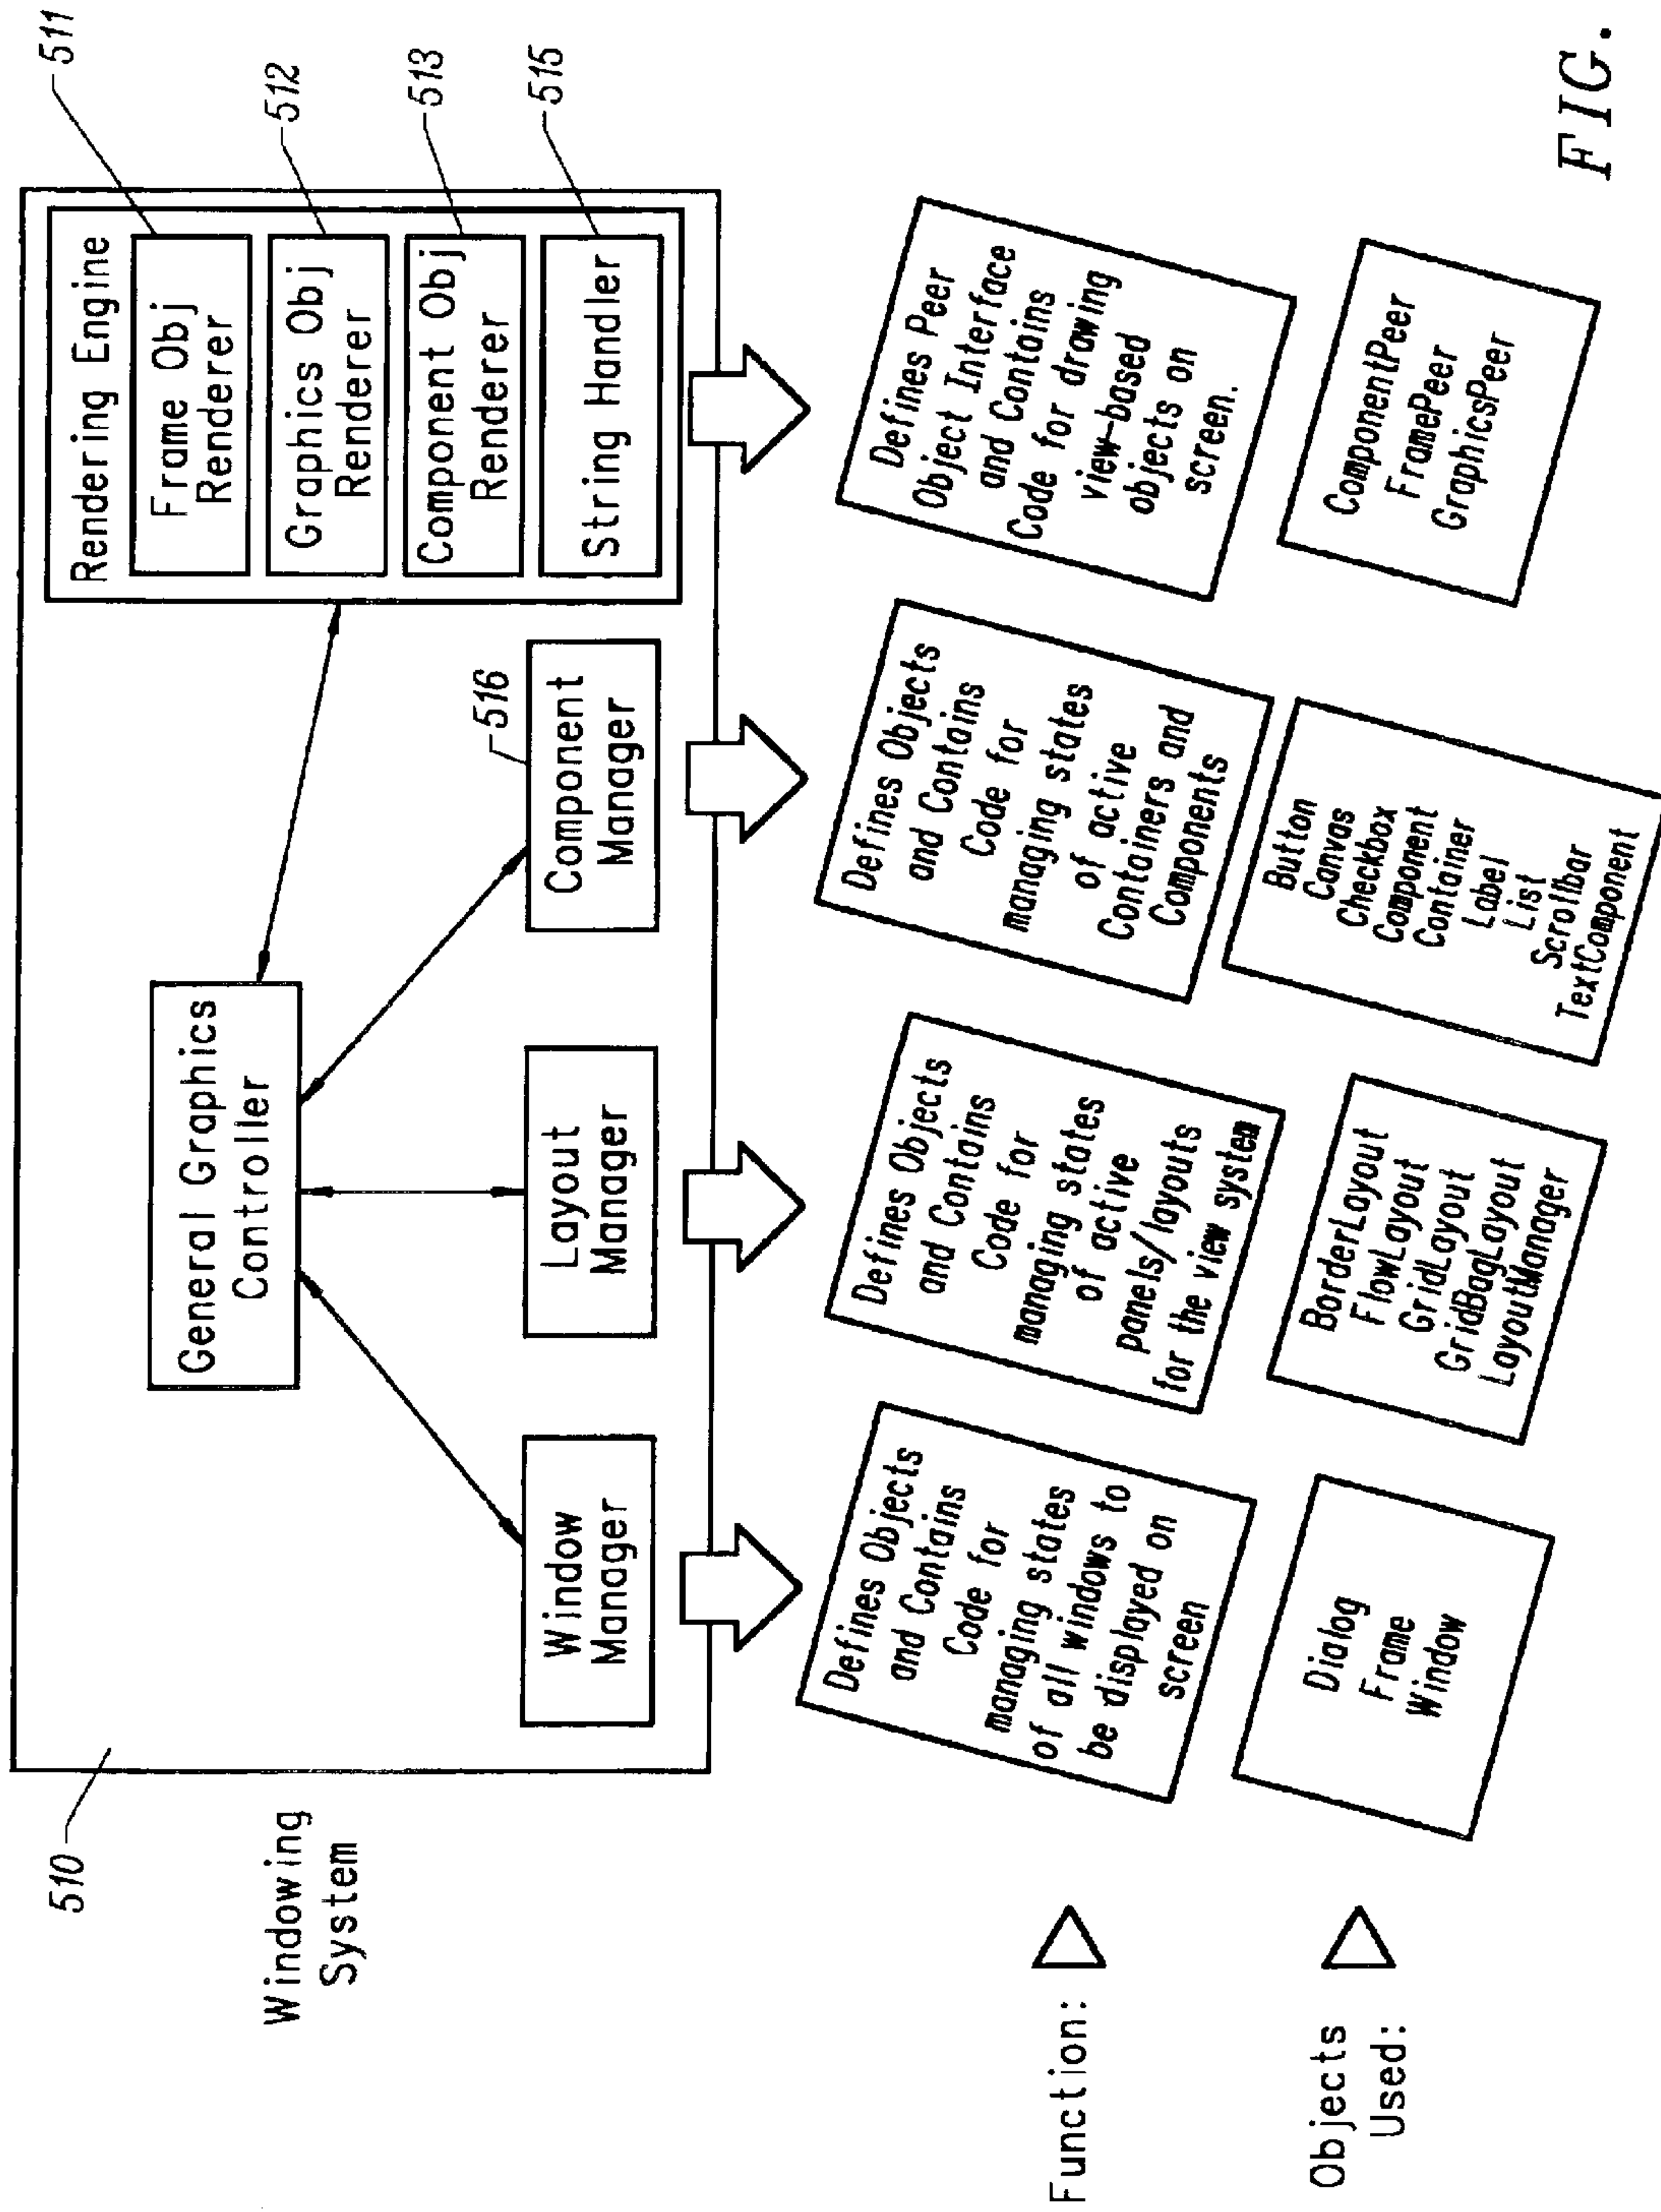 510
Windowing
System
General Graphics
Controller
Window
Manager
Layout
Manager
Component
Manager
516
Rendering Engine
Frame Obj
Renderer
Graphics Obj
Renderer
Component Obj
Renderer
String Handler
511
512
513
515
Function:
Defines Objects
and Contains
Code for
managing states
of all windows to
be displayed on
screen
Defines Objects
and Contains
Code for
managing states
of active
panels/layouts
for the view system
Defines Objects
and Contains
Code for
managing states
of active
Containers and
Components
Defines Peer
Object Interface
and Contains
Code for drawing
view-based
objects on
screen.
Objects
Used:
Dialog
Frame
Window
BorderLayout
FlowLayout
GridLayout
GridBagLayout
LayoutManager
Button
Canvas
Checkbox
Component
Container
Label
List
Scrollbar
TextComponent
ComponentPeer
FramePeer
GraphicsPeer
FIG.